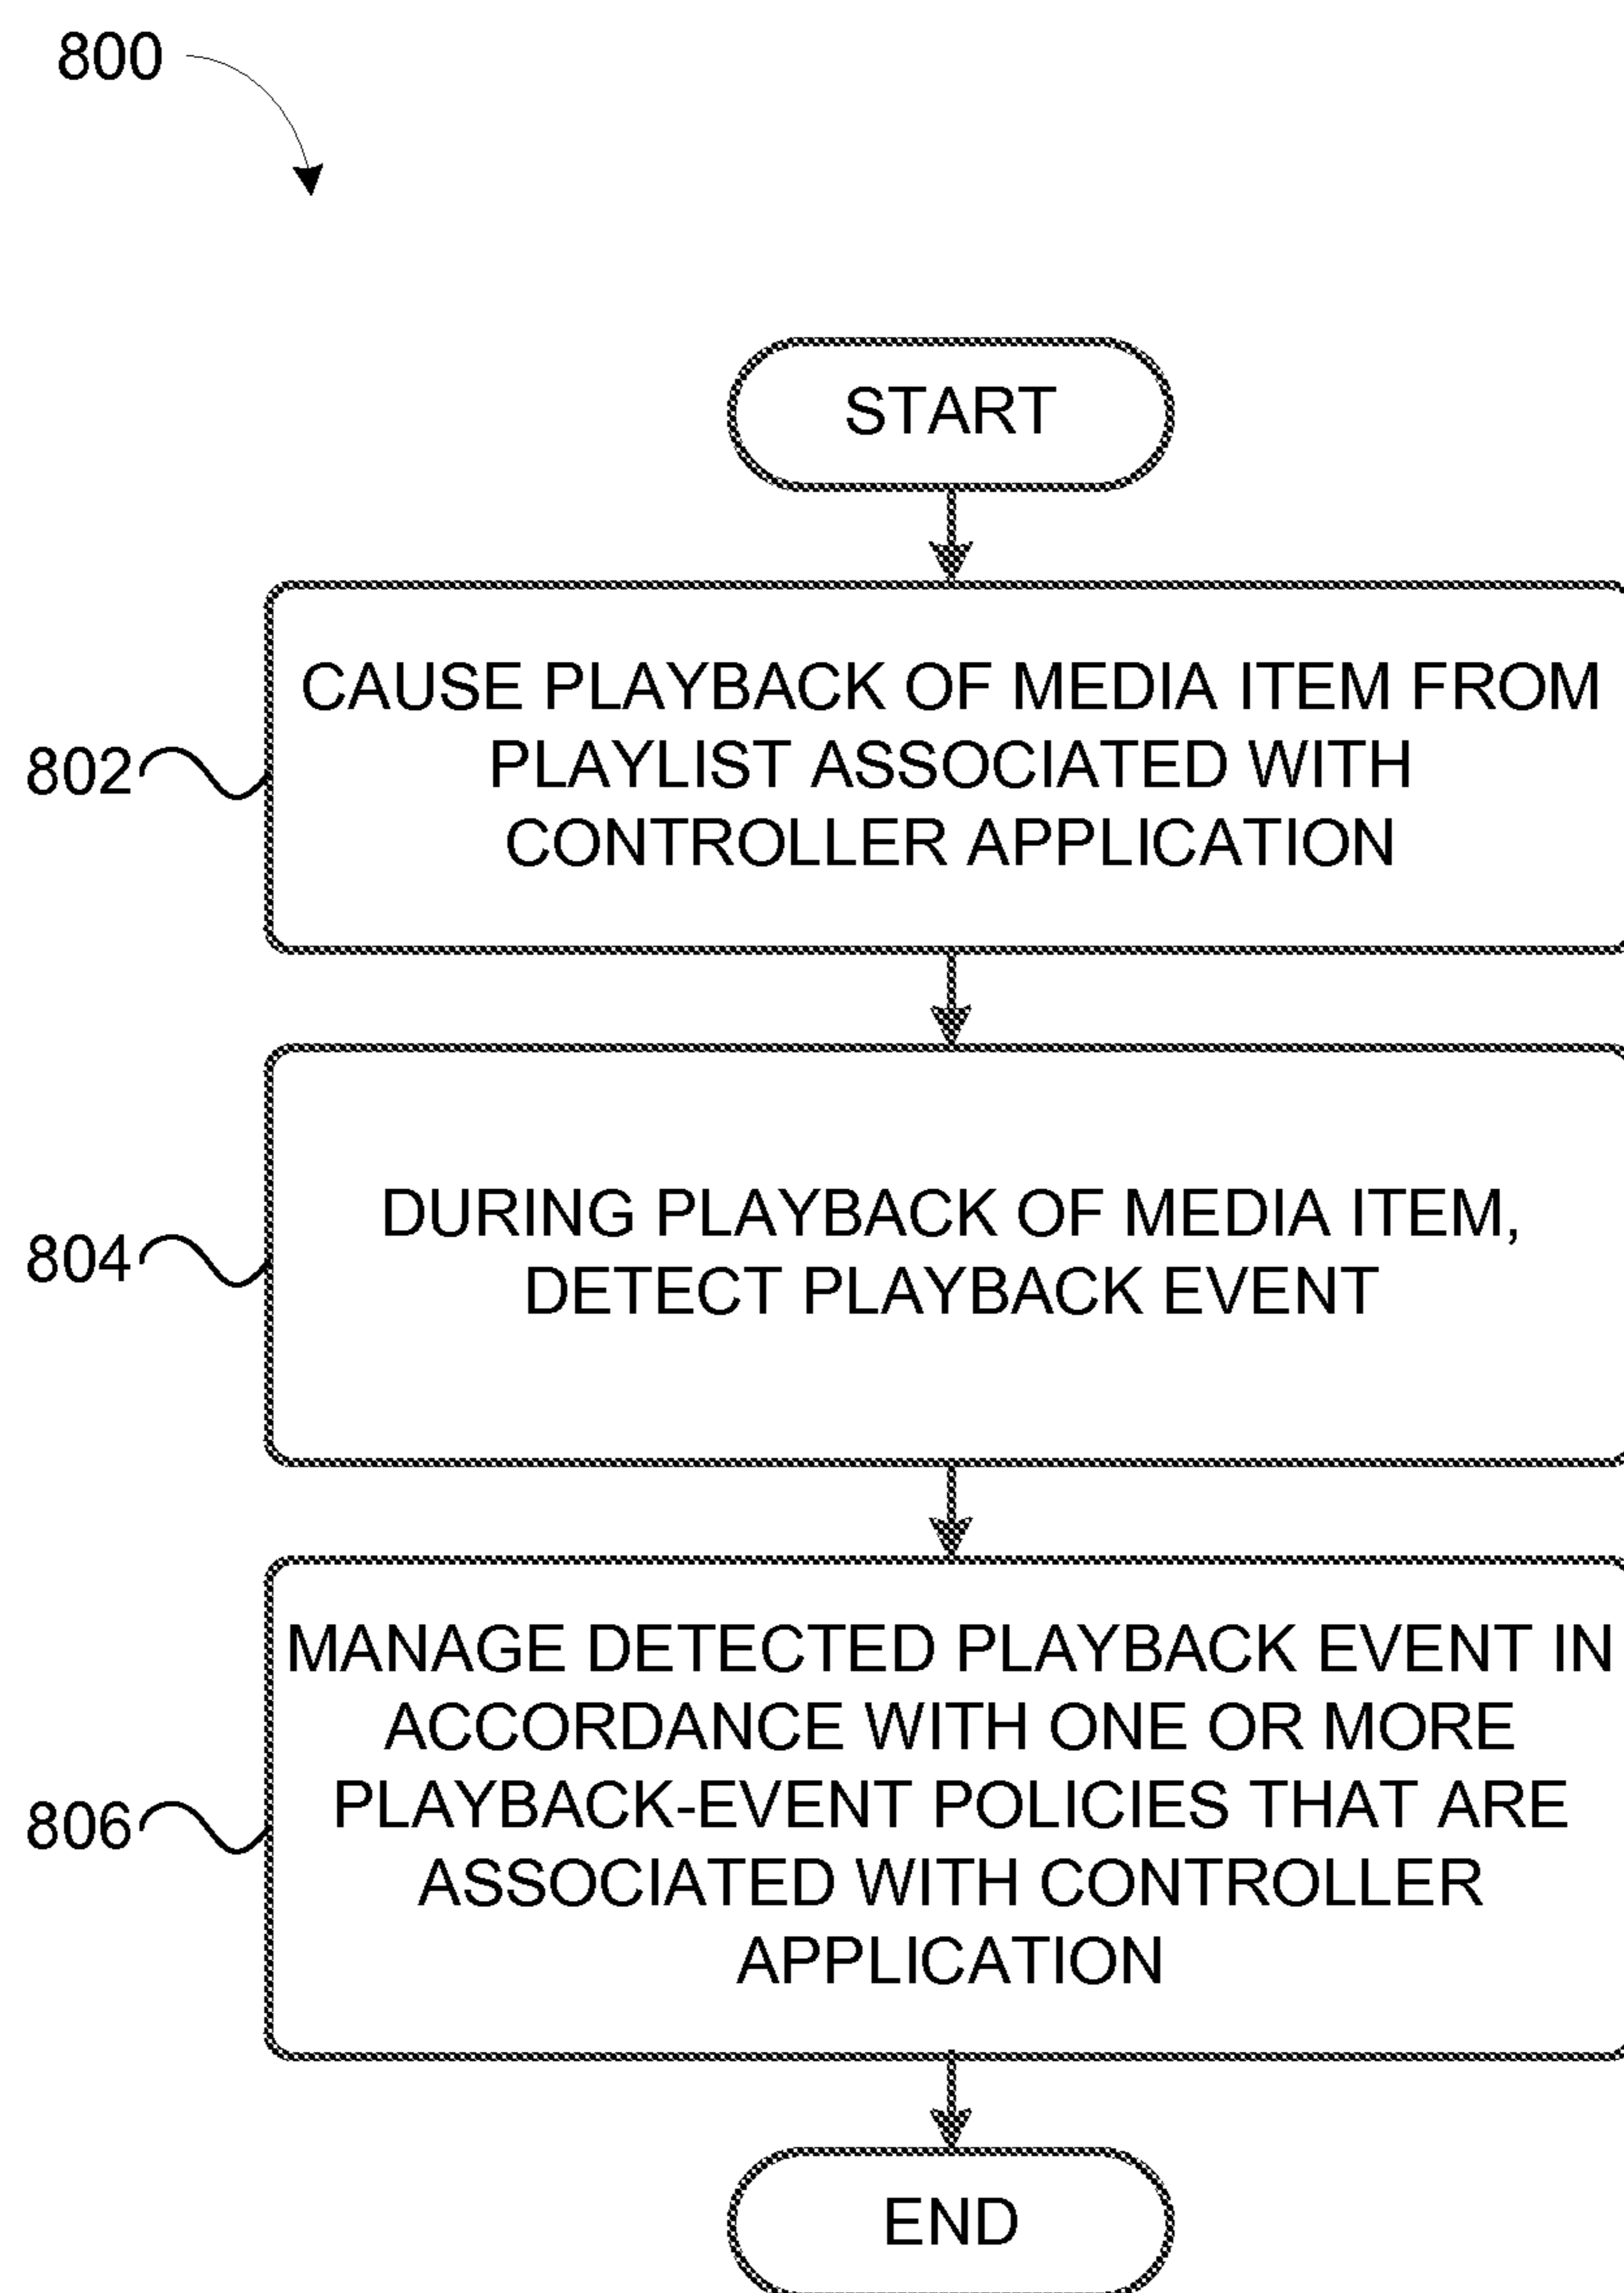 800
START
CAUSE PLAYBACK OF MEDIA ITEM FROM
PLAYLIST ASSOCIATED WITH
CONTROLLER APPLICATION
802
DURING PLAYBACK OF MEDIA ITEM,
DETECT PLAYBACK EVENT
804
MANAGE DETECTED PLAYBACK EVENT IN
ACCORDANCE WITH ONE OR MORE
PLAYBACK-EVENT POLICIES THAT ARE
ASSOCIATED WITH CONTROLLER
APPLICATION
806
END